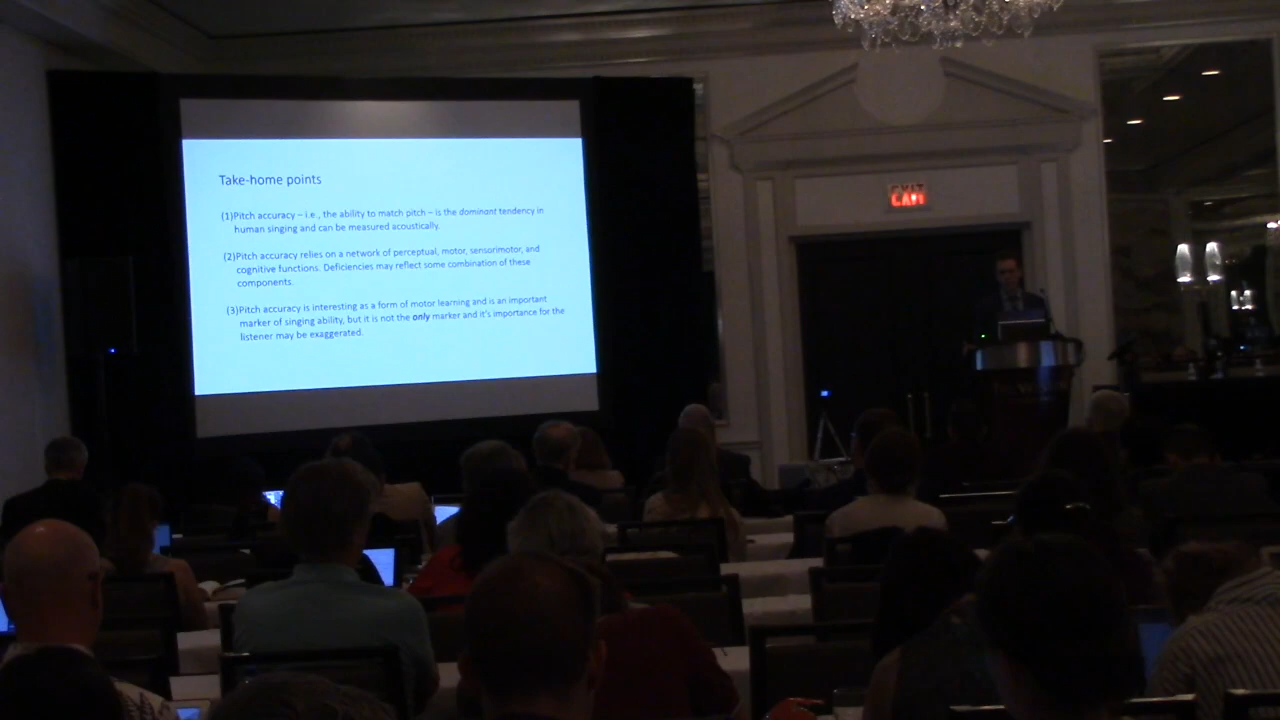 Take-home points
(1)Pitch accuracy – i.e., the ability to match pitch – is the dominant tendency in
human singing and can be measured acoustically.
(2)Pitch accuracy relies on a network of perceptual, motor, sensorimotor, and
cognitive functions. Deficiencies may reflect some combination of these
components.
(3)Pitch accuracy is interesting as a form of motor learning and is an important
marker of singing ability, but it is not the only marker and it's importance for the
listener may be exaggerated.
EXIT